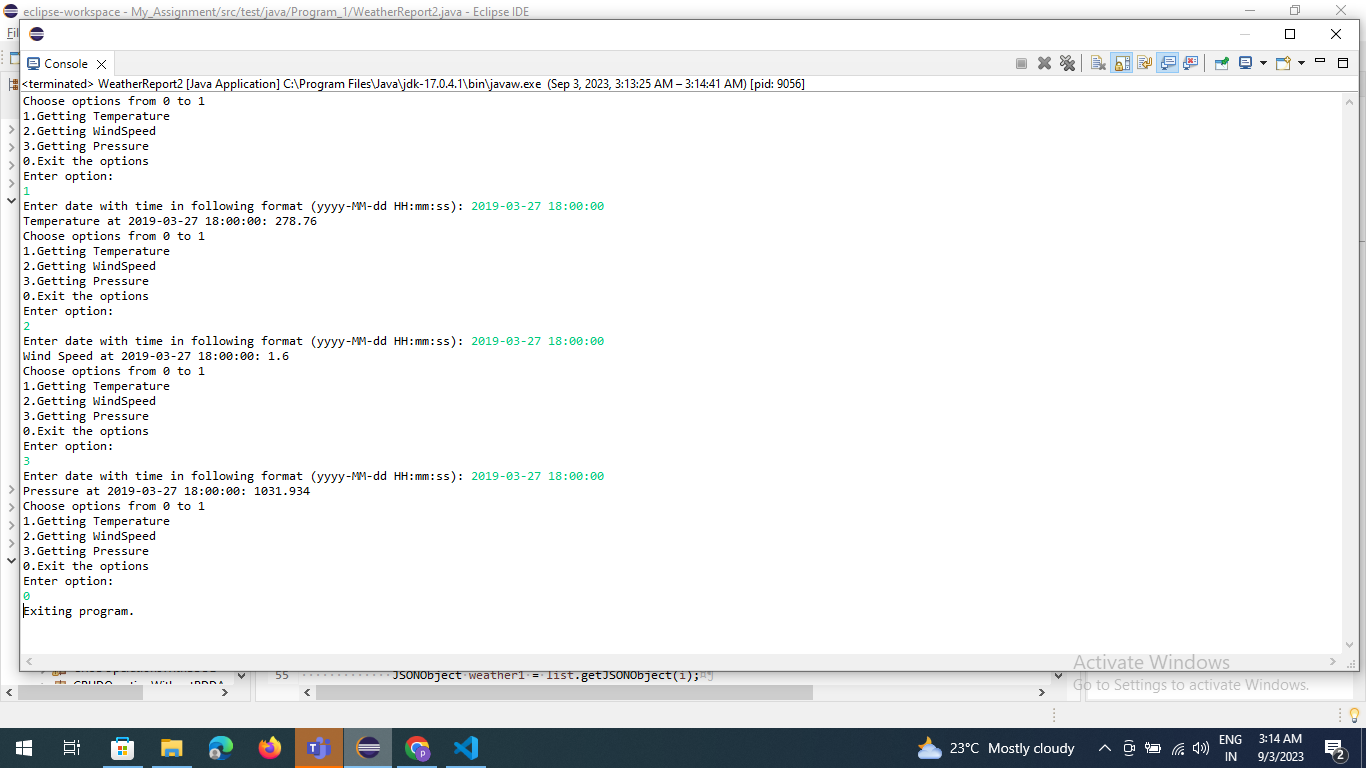 eclipse-workspace - My_Assignment/src/test/java/Program_1/WeatherReport2.java - Eclipse IDE
Console
<terminated> WeatherReport2 [Java Application] C:\Program Files\Java\jdk-17.0.4.1\bin\javaw.exe (Sep 3, 2023, 3:13:25 AM – 3:14:41 AM) [pid: 9056]
Choose options from 0 to 1
1.Getting Temperature
2.Getting WindSpeed
3.Getting Pressure
0.Exit the options
Enter option:
1
Enter date with time in following format (yyyy-MM-dd HH:mm:ss): 2019-03-27 18:00:00
Temperature at 2019-03-27 18:00:00: 278.76
Choose options from 0 to 1
1.Getting Temperature
2.Getting WindSpeed
3.Getting Pressure
0.Exit the options
Enter option:
2
Enter date with time in following format (yyyy-MM-dd HH:mm:ss): 2019-03-27 18:00:00
Wind Speed at 2019-03-27 18:00:00: 1.6
Choose options from 0 to 1
1.Getting Temperature
2.Getting WindSpeed
3.Getting Pressure
0.Exit the options
Enter option:
3
Enter date with time in following format (yyyy-MM-dd HH:mm:ss): 2019-03-27 18:00:00
Pressure at 2019-03-27 18:00:00: 1031.934
Choose options from 0 to 1
1.Getting Temperature
2.Getting WindSpeed
3.Getting Pressure
0.Exit the options
Enter option:
0
Exiting program.
55 JSONObject weather1 = list.getJSONObject(i);
Activate Windows
Go to Settings to activate Windows.
23°C Mostly cloudy
ENG
IN
3:14 AM
9/3/2023
2